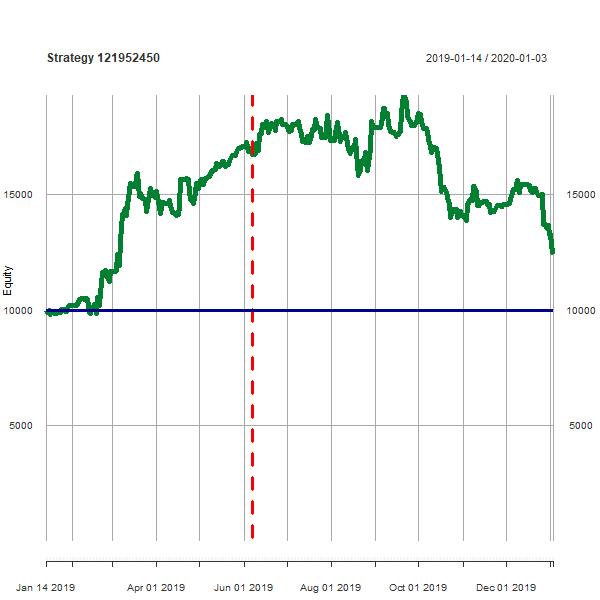 Strategy 121952450
2019-01-14 / 2020-01-03
15000
15000
Equity
10000
10000
5000
5000
Jan 14 2019
Apr 01 2019
Jun 01 2019
Aug 01 2019
Oct 01 2019
Dec 01 2019